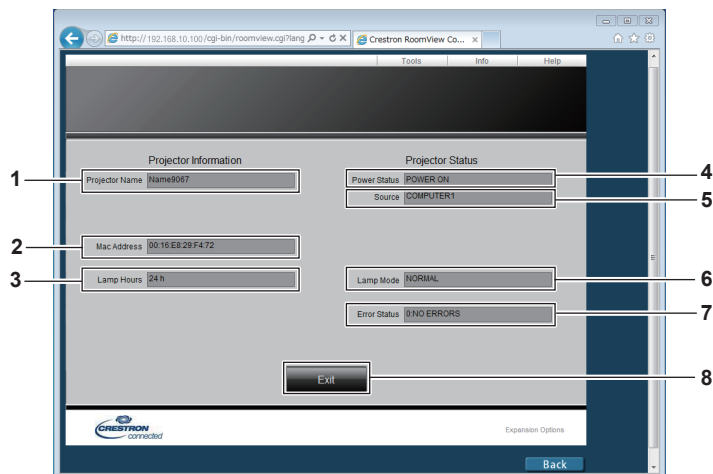 http://192.168.10.100/cgi-bin/roomview.cgi?lang
Crestron RoomView Co... ×
Tools Info Help
Projector Information
Projector Status
1
Projector Name Name9067
Power Status POWER ON
4
Source COMPUTER1
5
2
Mac Address 00:16:E8:29:F4:72
3
Lamp Hours 24 h
Lamp Mode NORMAL
6
Error Status 0:NO ERRORS
7
Exit
8
CRESTRON
connected
Expansion Options
Back